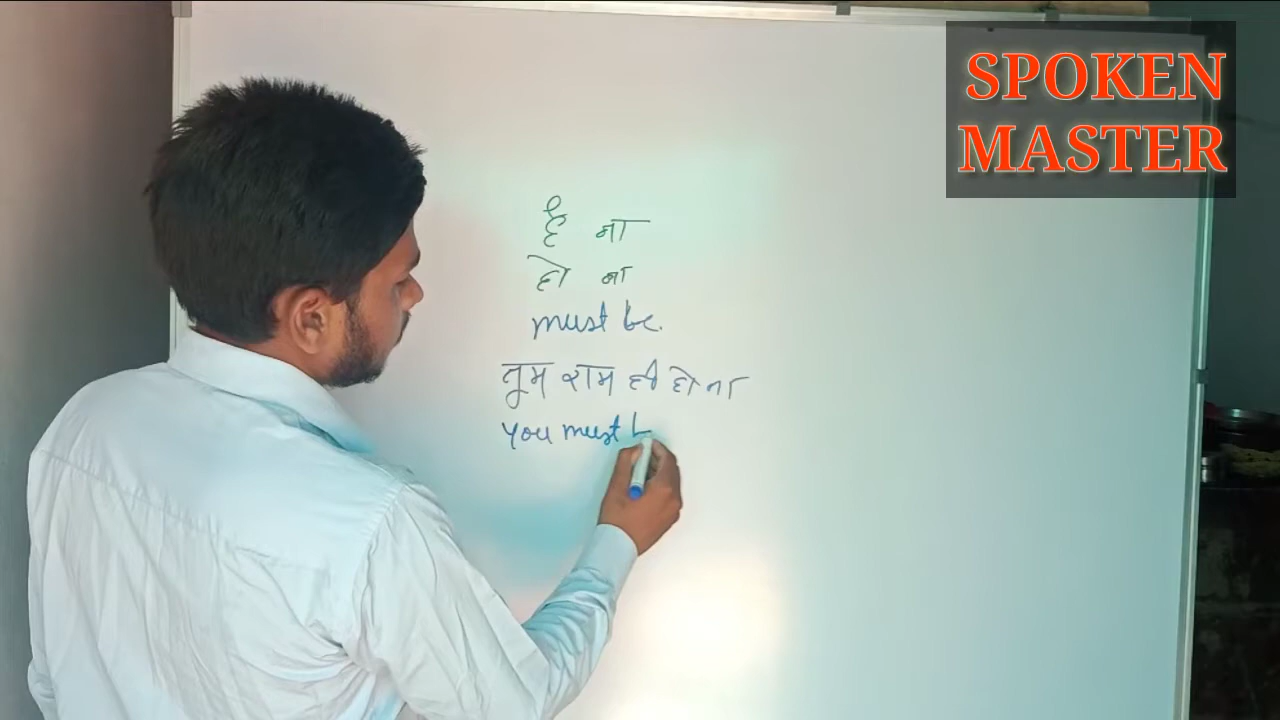 SPOKEN
MASTER
है ना
हो ना
must be.
तुम राम ही होना
you must b